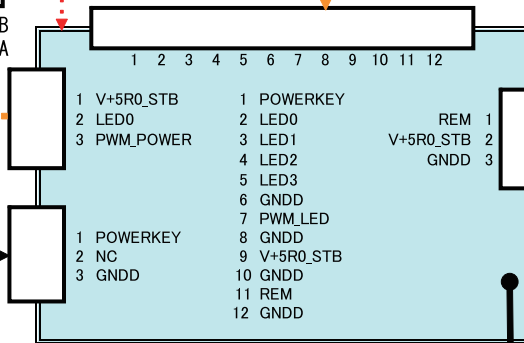 B
A
1 2 3 4 5 6 7 8 9 10 11 12
1 V+5R0_STB
2 LED0
3 PWM_POWER
1 POWERKEY
2 NC
3 GNDD
1 POWERKEY
2 LED0
3 LED1
4 LED2
5 LED3
6 GNDD
7 PWM_LED
8 GNDD
9 V+5R0_STB
10 GNDD
11 REM
12 GNDD
REM 1
V+5R0_STB 2
GNDD 3